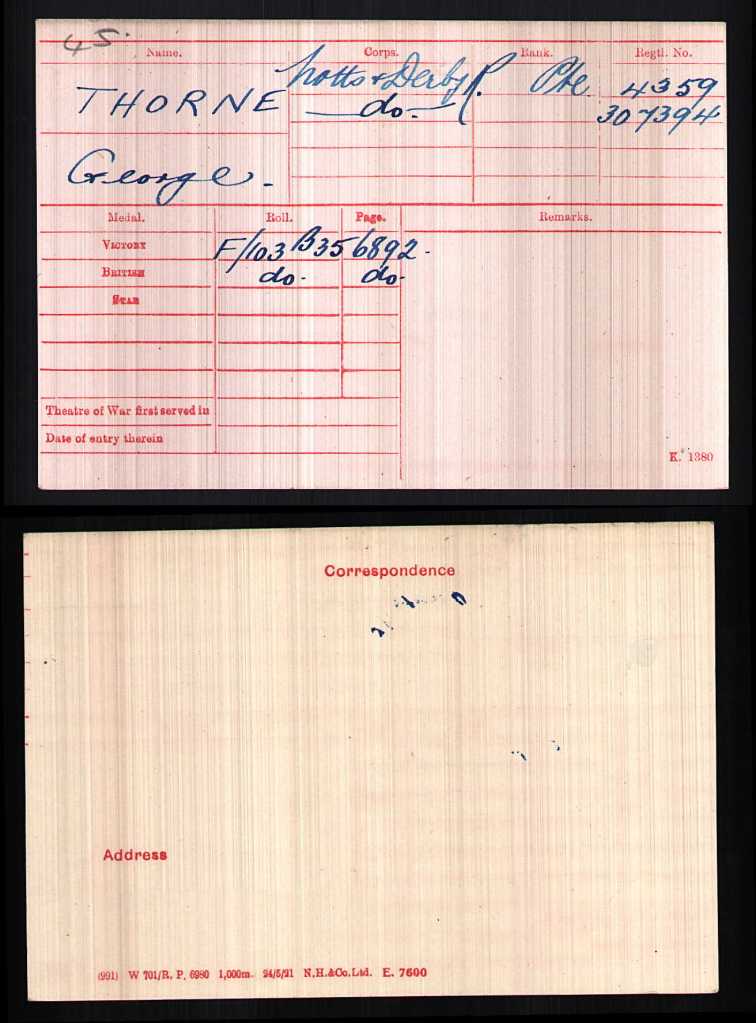 45.
Name. Corps. Rank. Regtl. No.
THORNE Notts & Derby R. Pte 4359
do. 307394
George.
Medal. Roll. Page. Remarks.
VICTORY F/103 B35 6892.
BRITISH do. do.
STAR
Theatre of War first served in
Date of entry therein
K. 1380
Correspondence
Address
(991) W 701/R. P. 6980 1,000m. 24/5/21 N.H.&Co.Ltd. E. 7600